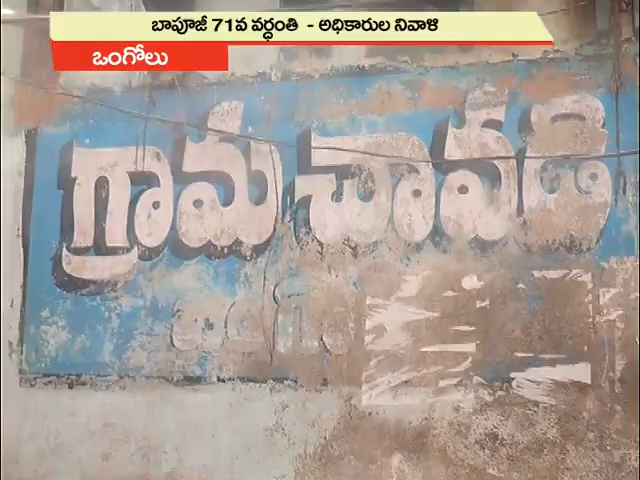 బాపూజీ 71వ వర్ధంతి - అధికారుల నివాళి
ఒంగోలు
గ్రామ చావడి